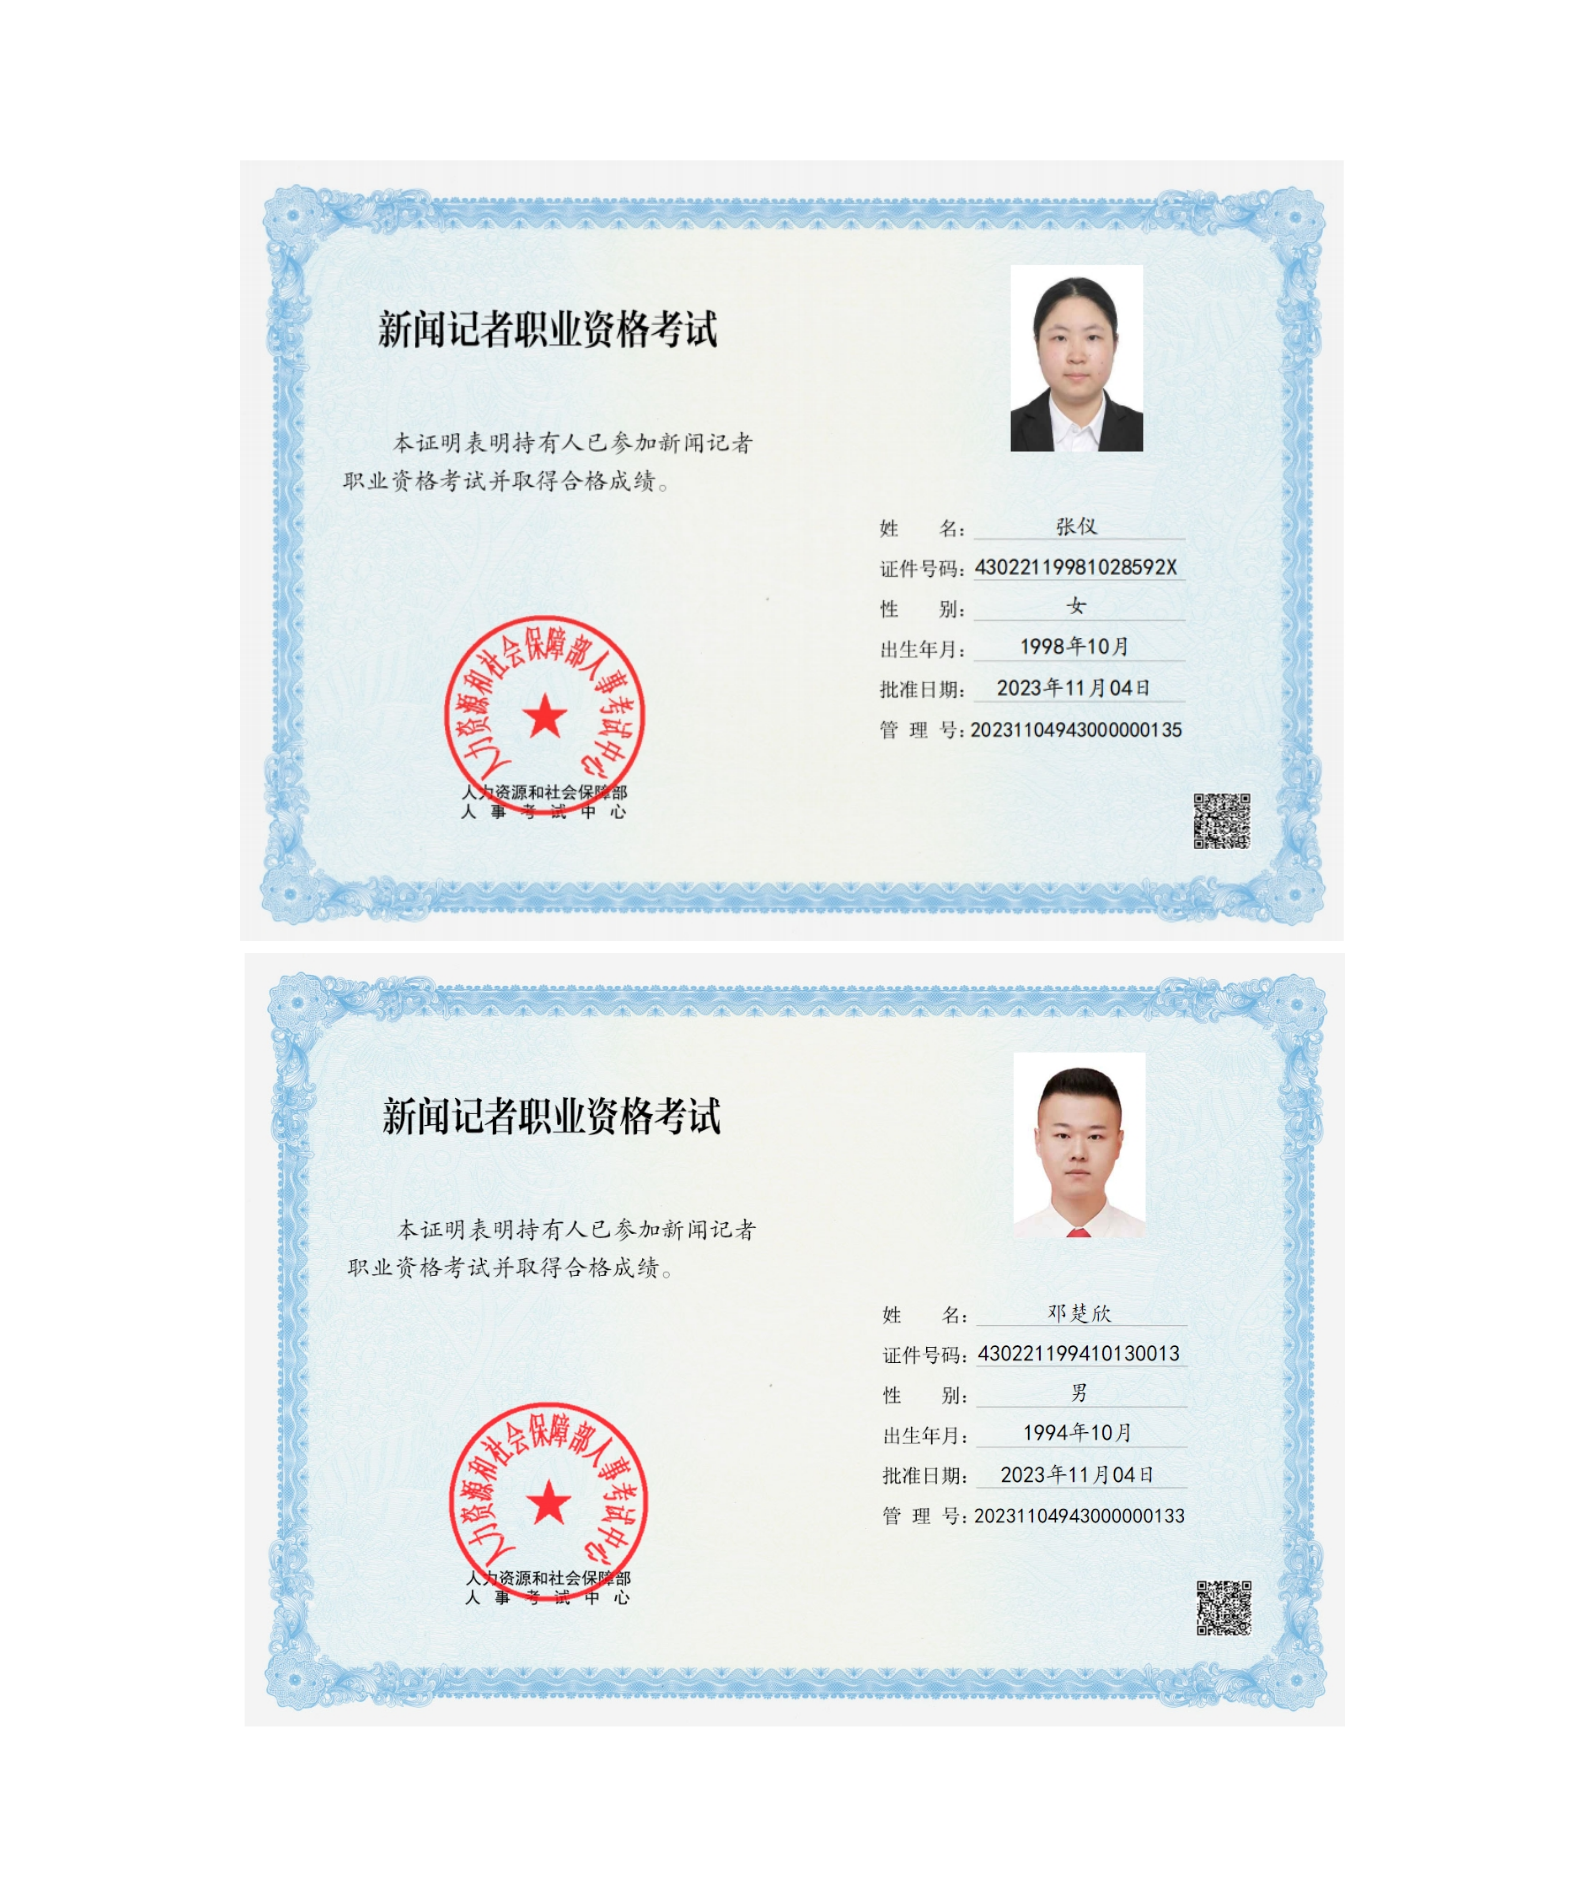 新闻记者职业资格考试
本证明表明持有人已参加新闻记者
职业资格考试并取得合格成绩。
姓名：张仪
证件号码：43022119981028592X
性别：女
出生年月：1998年10月
批准日期：2023年11月04日
管理号：20231104943000000135
人力资源和社会保障部人事考试中心
人力资源和社会保障部
人事考试中心
新闻记者职业资格考试
本证明表明持有人已参加新闻记者
职业资格考试并取得合格成绩。
姓名：邓楚欣
证件号码：430221199410130013
性别：男
出生年月：1994年10月
批准日期：2023年11月04日
管理号：20231104943000000133
人力资源和社会保障部人事考试中心
人力资源和社会保障部
人事考试中心